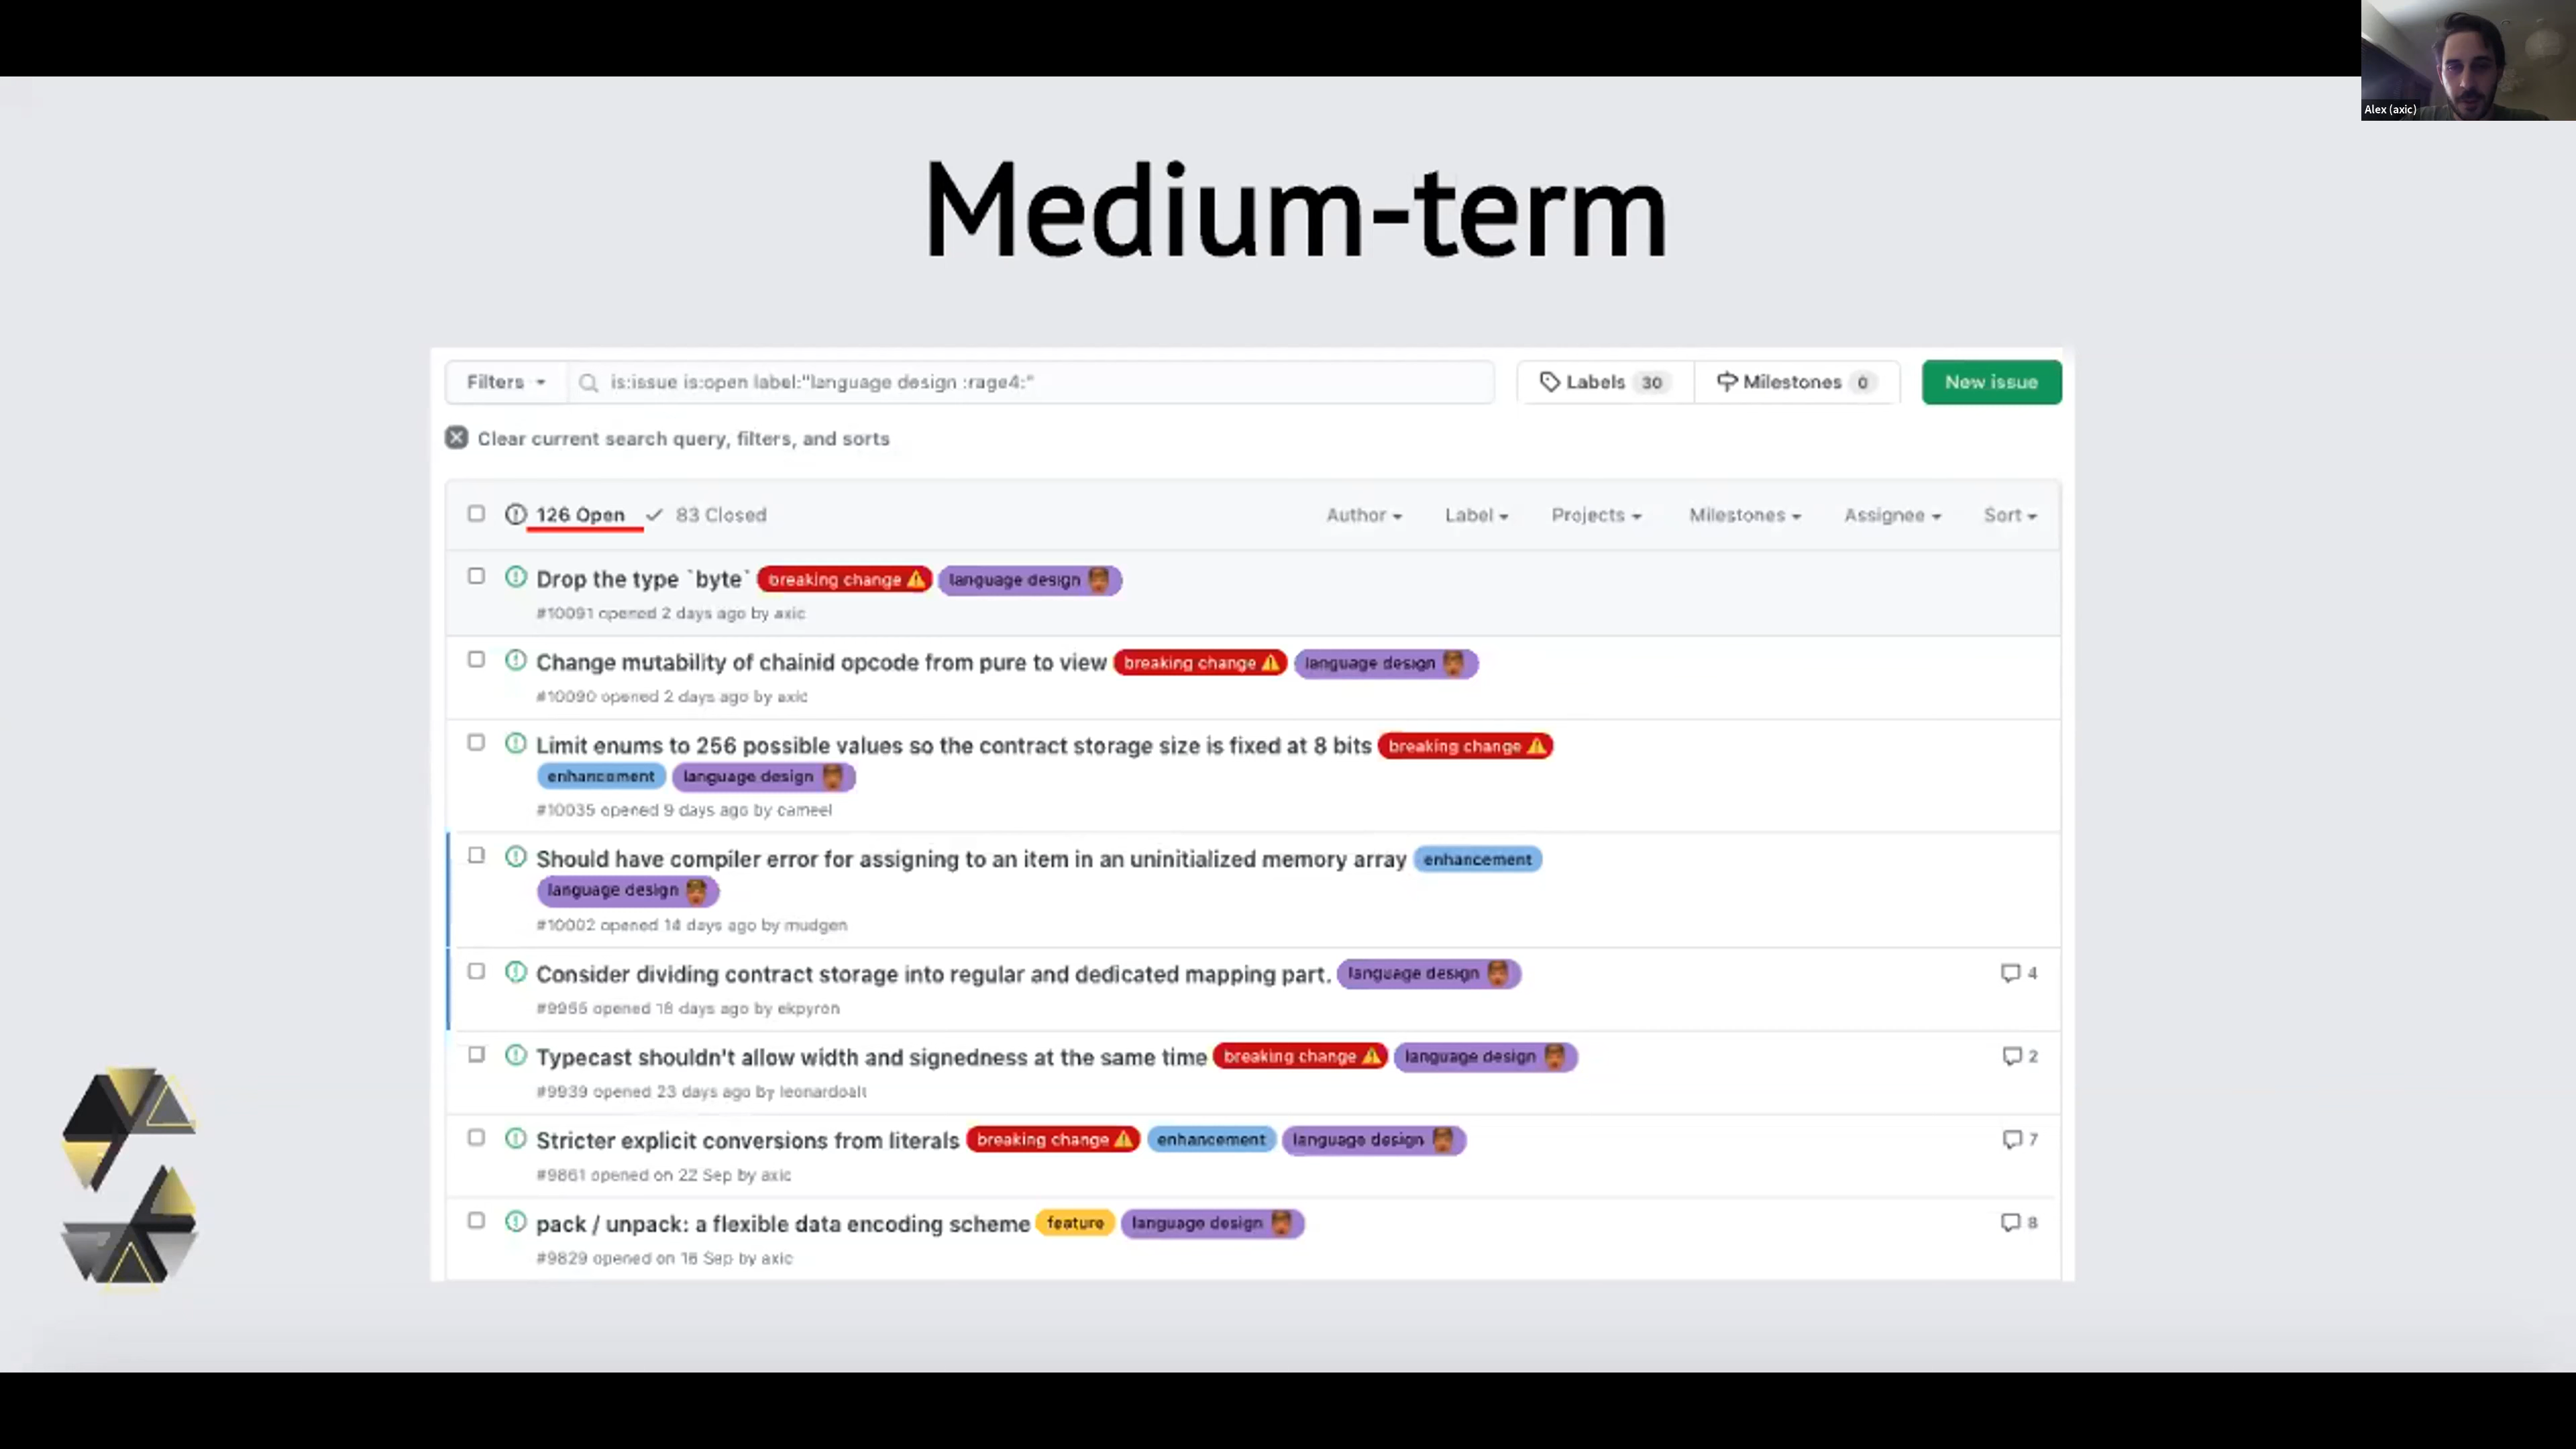 Alex (axic)
Medium-term
Filters
is:issue is:open label:"language design :rage4:"
Labels 30
Milestones 0
New issue
Clear current search query, filters, and sorts
126 Open
83 Closed
Author
Label
Projects
Milestones
Assignee
Sort
Drop the type `byte` breaking change language design
#10091 opened 2 days ago by axic
Change mutability of chainid opcode from pure to view breaking change language design
#10090 opened 2 days ago by axic
Limit enums to 256 possible values so the contract storage size is fixed at 8 bits breaking change
enhancement language design
#10035 opened 9 days ago by cameel
Should have compiler error for assigning to an item in an uninitialized memory array enhancement
language design
#10002 opened 14 days ago by mudgen
Consider dividing contract storage into regular and dedicated mapping part. language design 4
opened 18 days ago by ekpyron
Typecast shouldn't allow width and signedness at the same time breaking change language design 2
#9939 opened 23 days ago by leonardoalt
Stricter explicit conversions from literals breaking change enhancement language design 7
#9861 opened on 22 Sep by axic
pack / unpack: a flexible data encoding scheme feature language design 8
#9829 opened on 16 Sep by axic